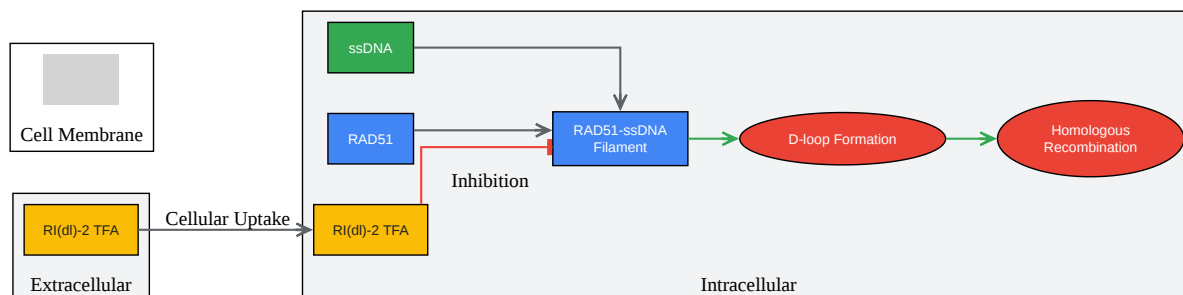 ssDNA
Cell Membrane
RAD51
RAD51-ssDNA
Filament
D-loop Formation
Homologous
Recombination
Inhibition
RI(dl)-2 TFA
Cellular Uptake
RI(dl)-2 TFA
Extracellular
Intracellular